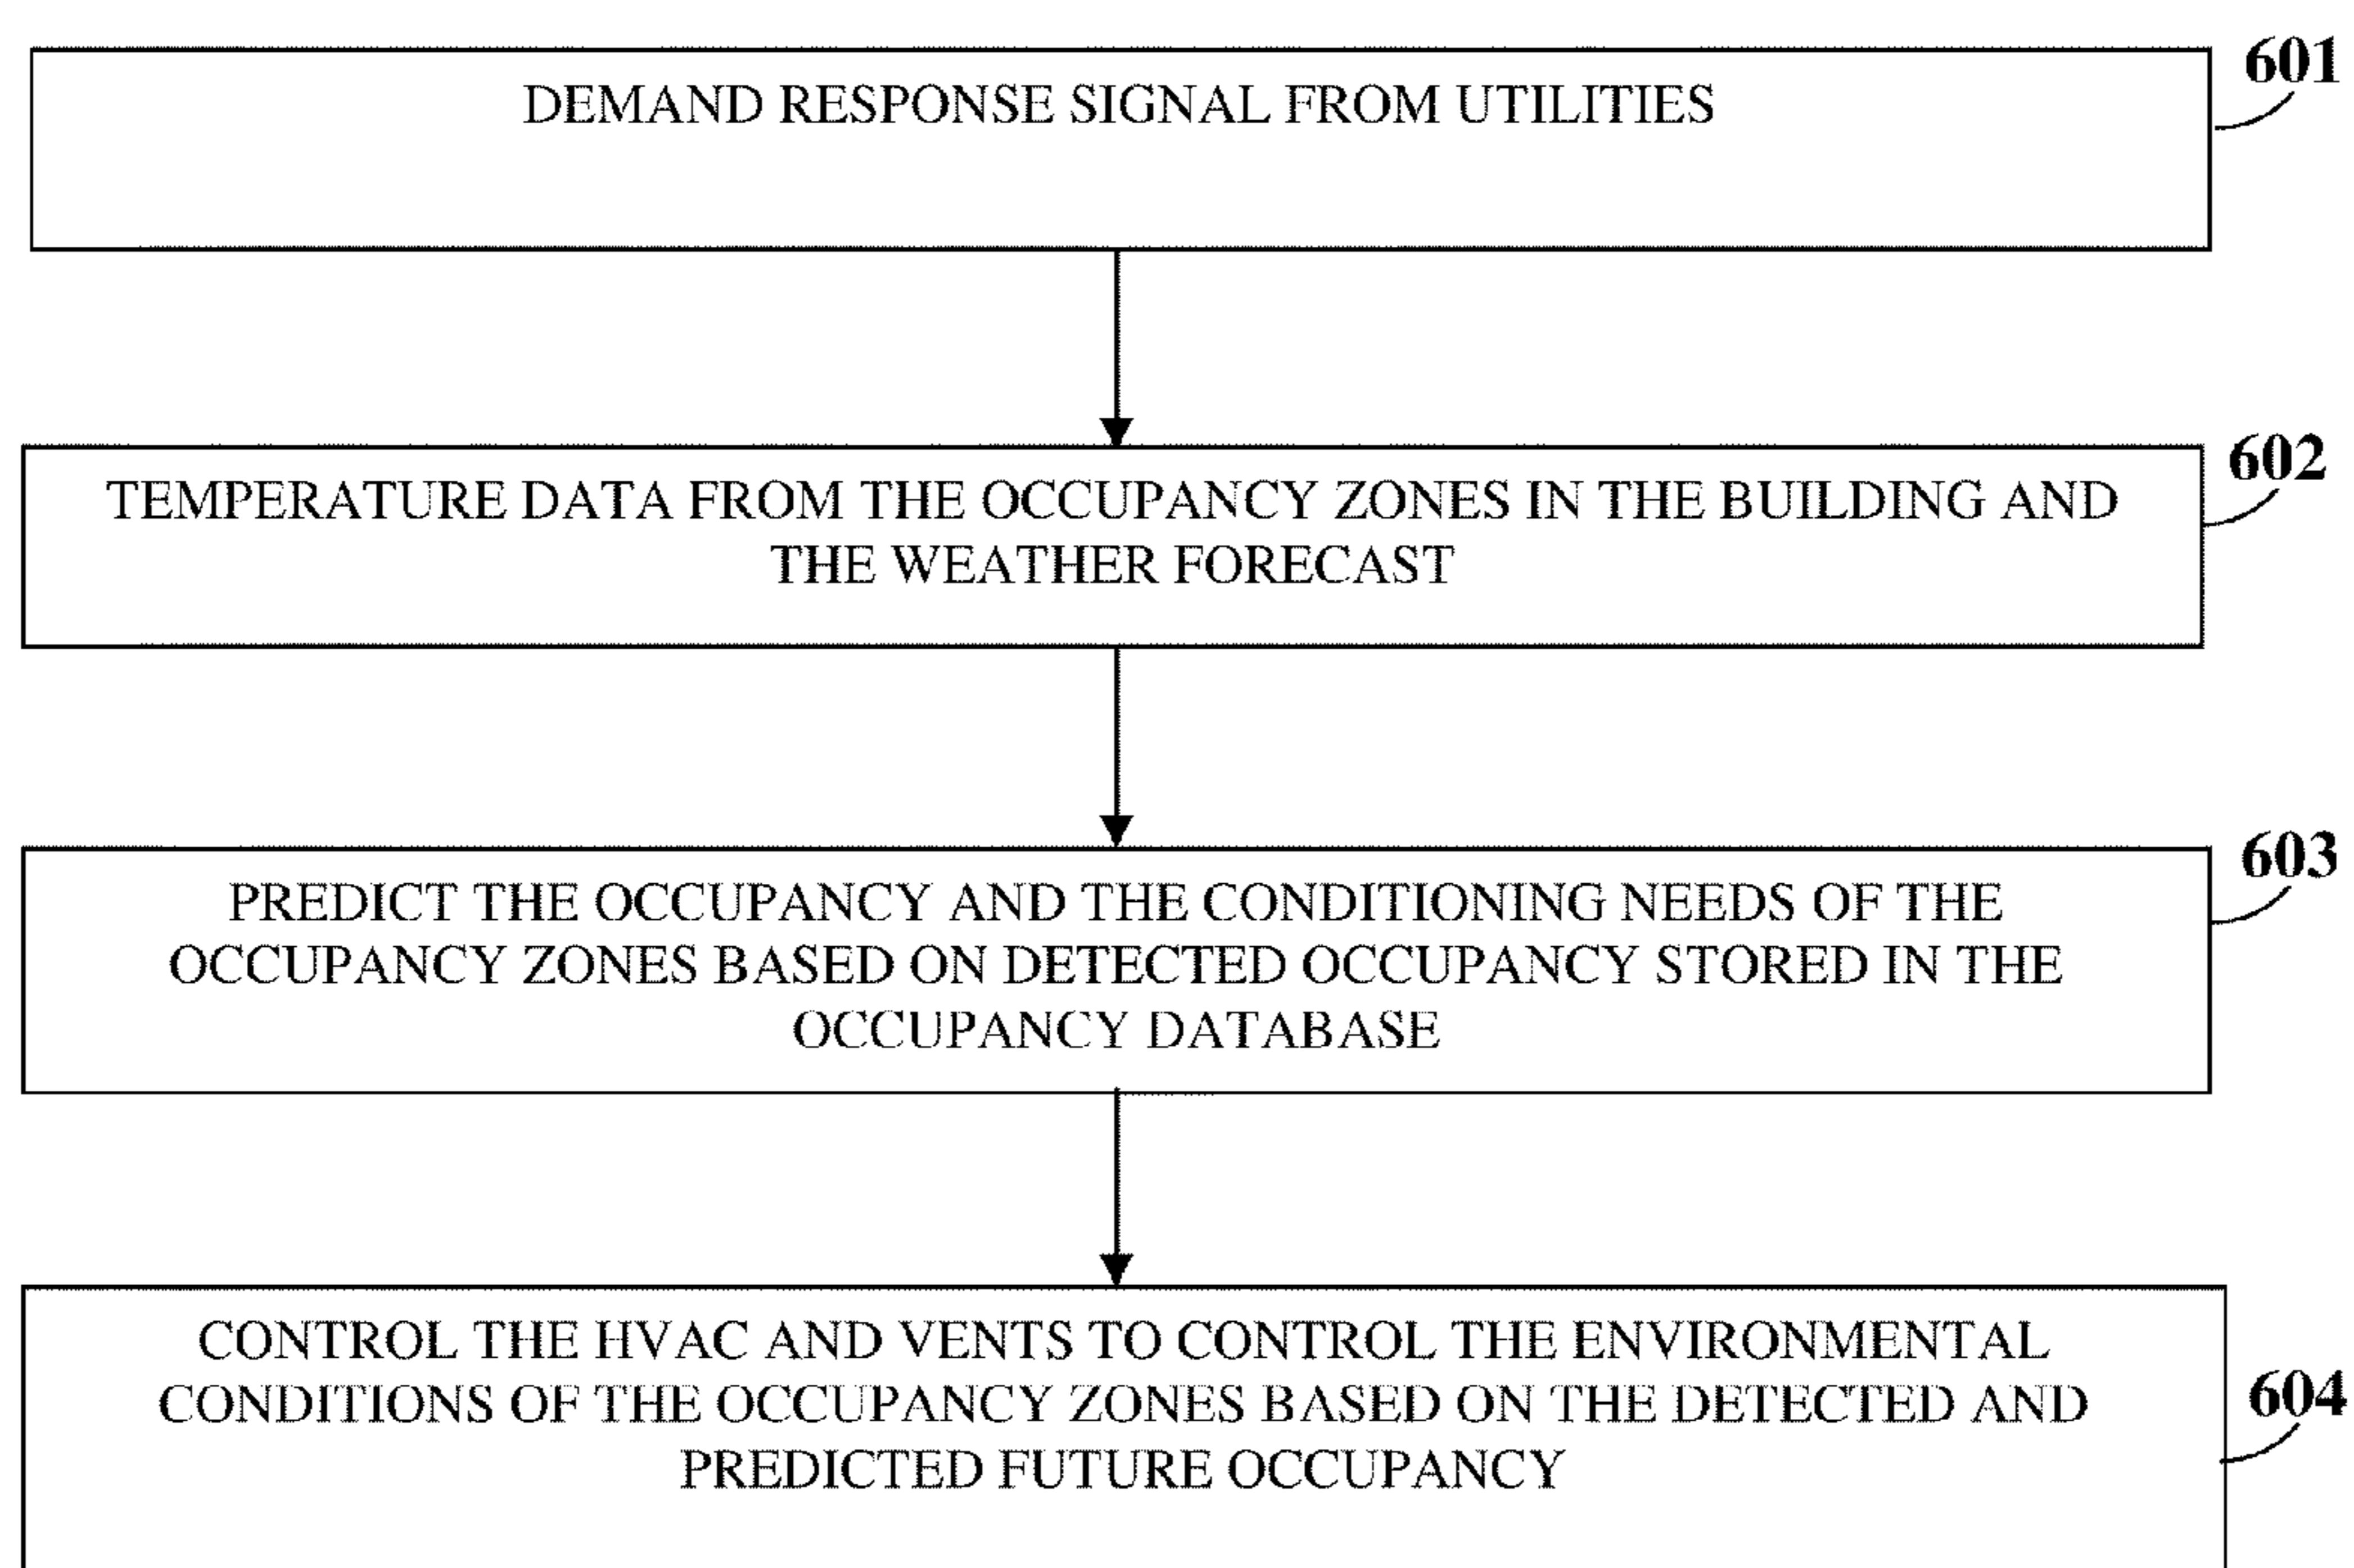 DEMAND RESPONSE SIGNAL FROM UTILITIES
601
TEMPERATURE DATA FROM THE OCCUPANCY ZONES IN THE BUILDING AND
THE WEATHER FORECAST
602
PREDICT THE OCCUPANCY AND THE CONDITIONING NEEDS OF THE
OCCUPANCY ZONES BASED ON DETECTED OCCUPANCY STORED IN THE
OCCUPANCY DATABASE
603
CONTROL THE HVAC AND VENTS TO CONTROL THE ENVIRONMENTAL
CONDITIONS OF THE OCCUPANCY ZONES BASED ON THE DETECTED AND
PREDICTED FUTURE OCCUPANCY
604